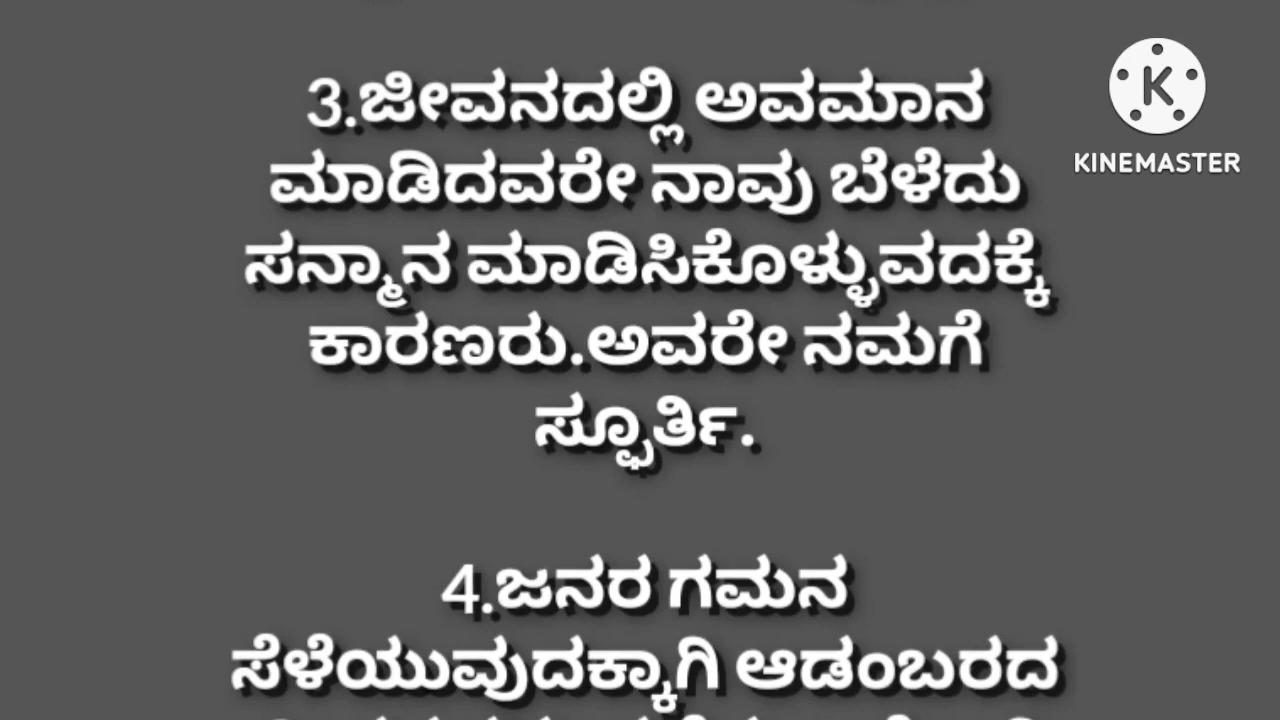 3.ಜೀವನದಲ್ಲಿ ಅವಮಾನ
ಮಾಡಿದವರೇ ನಾವು ಬೆಳೆದು
ಸನ್ಮಾನ ಮಾಡಿಸಿಕೊಳ್ಳುವದಕ್ಕೆ
ಕಾರಣರು.ಅವರೇ ನಮಗೆ
ಸ್ಫೂರ್ತಿ.
4.ಜನರ ಗಮನ
ಸೆಳೆಯುವುದಕ್ಕಾಗಿ ಆಡಂಬರದ
K
KINEMASTER